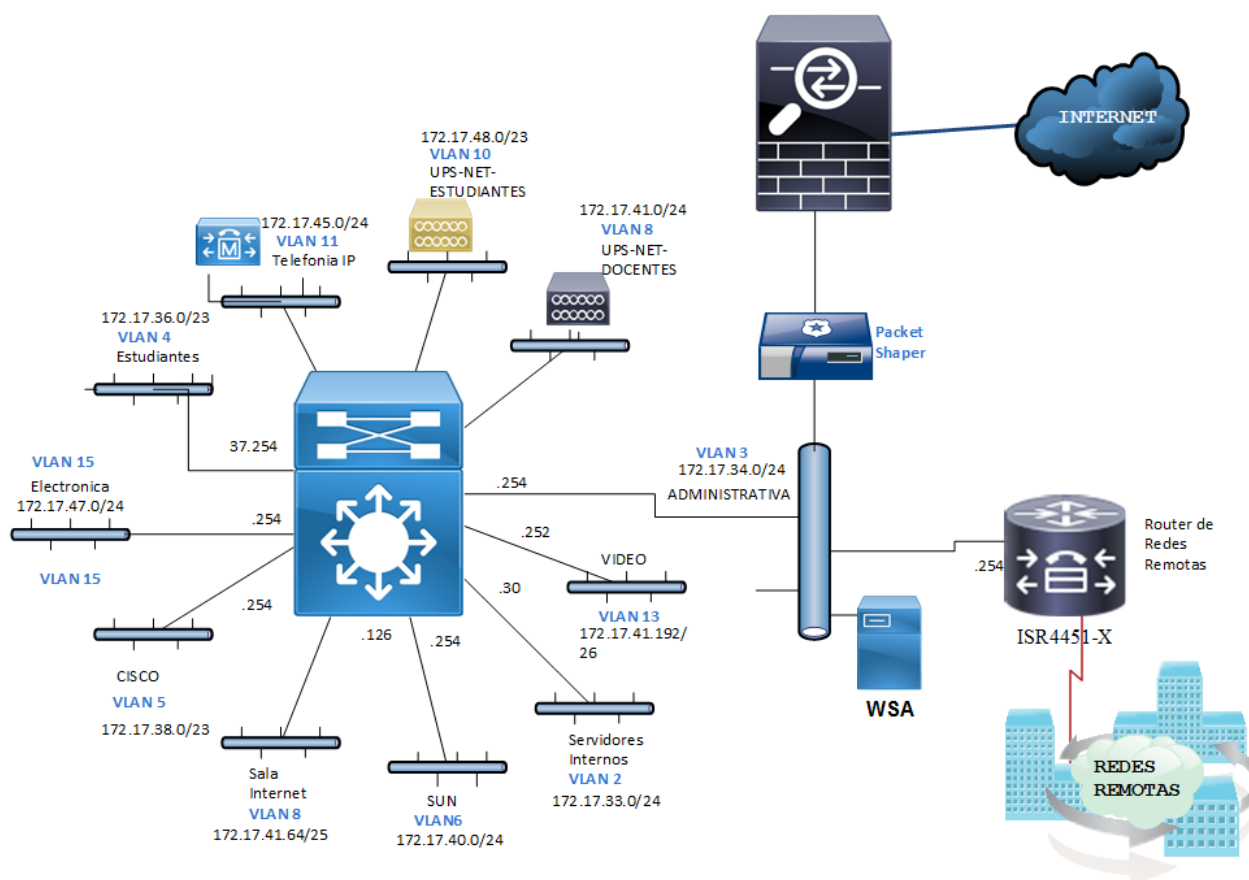 INTERNET
172.17.48.0/23
VLAN 10
UPS-NET-
ESTUDIANTES
172.17.41.0/24
VLAN 8
UPS-NET-
DOCENTES
172.17.45.0/24
VLAN 11
Telefonia IP
M
172.17.36.0/23
VLAN 4
Estudiantes
Packet
Shaper
37.254
VLAN 15
Electronica
172.17.47.0/24
.254
VLAN 15
.254
VLAN 3
172.17.34.0/24
ADMINISTRATIVA
.254
.252
VIDEO
VLAN 13
172.17.41.192/
26
.30
.126
.254
.254
Router de
Redes
Remotas
ISR4451-X
WSA
CISCO
VLAN 5
172.17.38.0/23
Sala
Internet
VLAN 8
172.17.41.64/25
SUN
VLAN6
172.17.40.0/24
Servidores
Internos
VLAN 2
172.17.33.0/24
REDES
REMOTAS